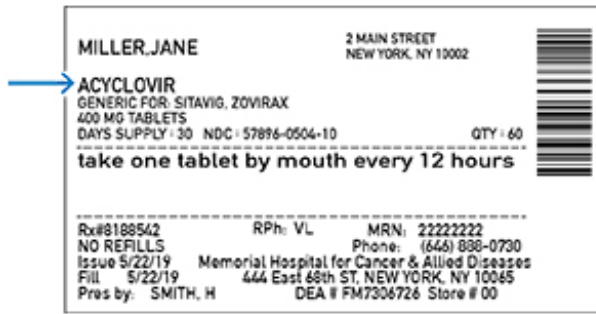 MILLER,JANE
2 MAIN STREET
NEW YORK, NY 10002
ACYCLOVIR
GENERIC FOR: SITAVIG, ZOVIRAX
400 MG TABLETS
DAYS SUPPLY: 30 NDC: 57896-0504-10 QTY: 60
take one tablet by mouth every 12 hours
Rx#8188542 RPh: VL MRN: 22222222
NO REFILLS Phone: (646) 888-0730
Issue 5/22/19 Memorial Hospital for Cancer & Allied Diseases
Fill 5/22/19 444 East 68th ST, NEW YORK, NY 10065
Pres by: SMITH, H DEA # FM7306726 Store # 00